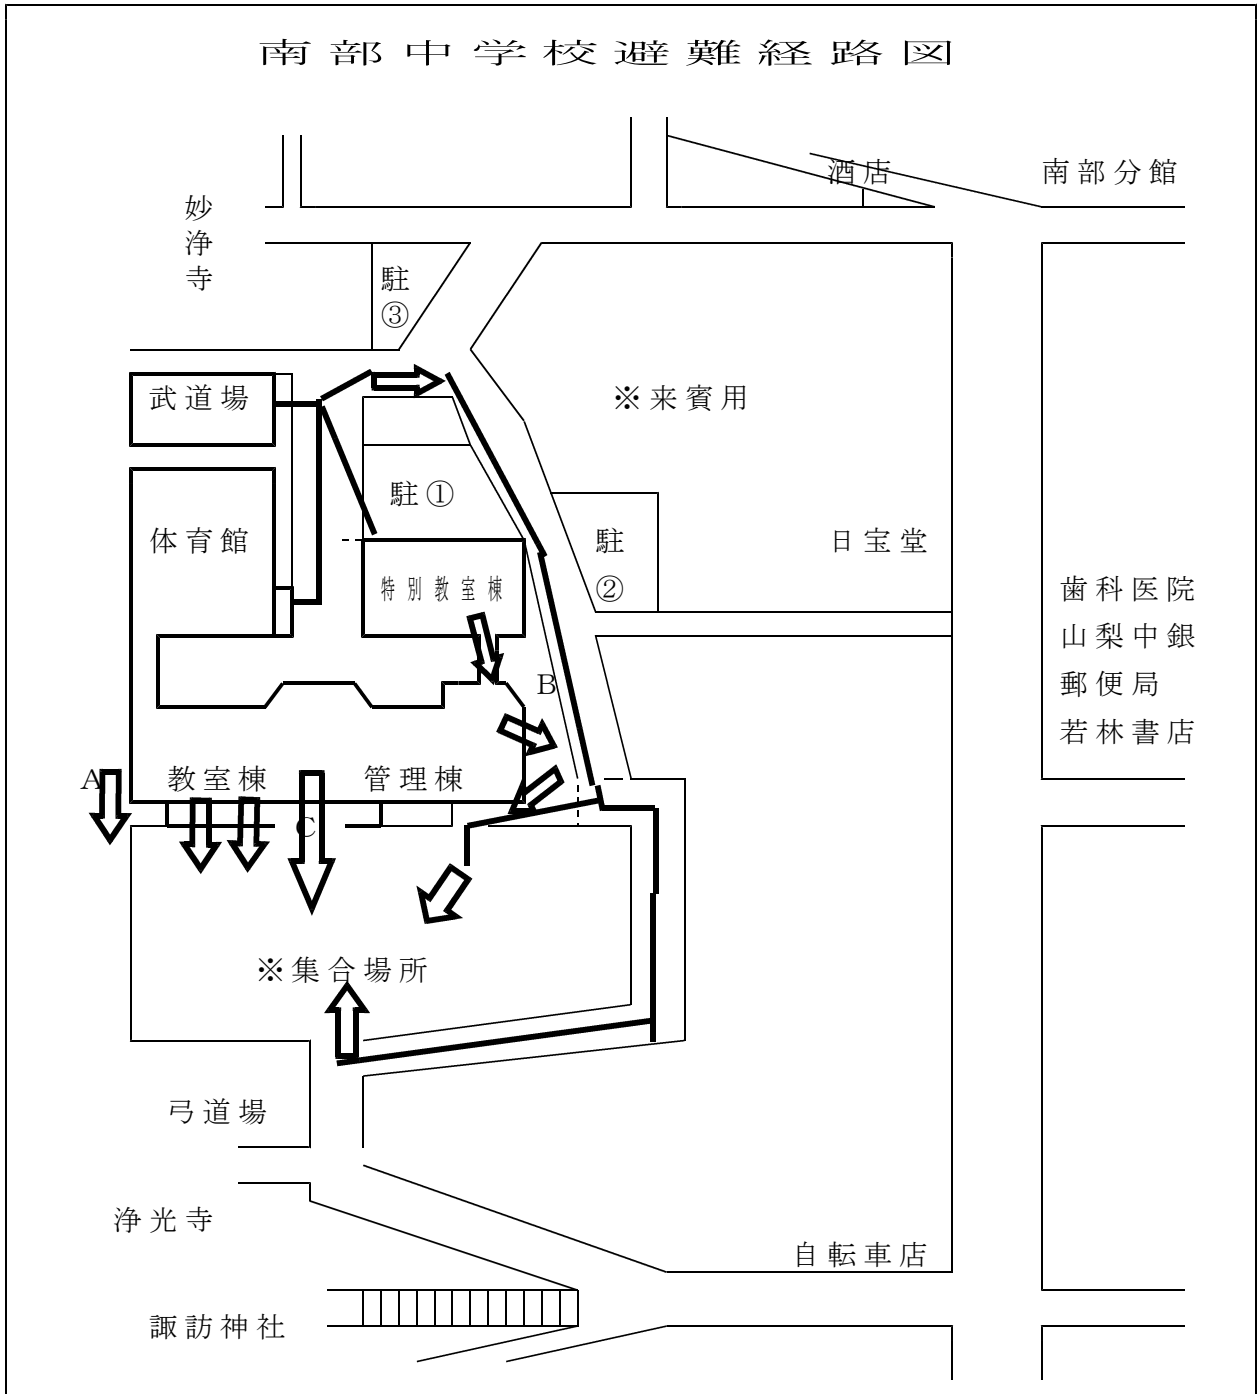 南部中学校避難経路図
酒店
南部分館
妙浄寺
駐
③
武道場
※来賓用
駐①
体育館
駐
②
日宝堂
特別教室棟
歯科医院
山梨中銀
郵便局
若林書店
B
A
教室棟
管理棟
C
※集合場所
弓道場
浄光寺
自転車店
諏訪神社